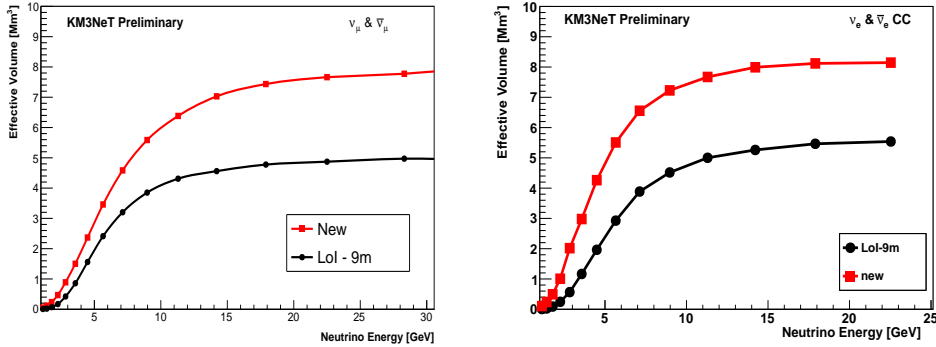 KM3NeT Preliminary
ν_μ & ν̄_μ
Effective Volume [Mm³]
9
8
7
6
5
4
3
2
1
0
New
LoI - 9m
5
10
15
20
25
30
Neutrino Energy [GeV]
KM3NeT Preliminary
ν_e & ν̄_e CC
Effective Volume [Mm³]
10
9
8
7
6
5
4
3
2
1
0
LoI-9m
new
5
10
15
20
25
Neutrino Energy [GeV]